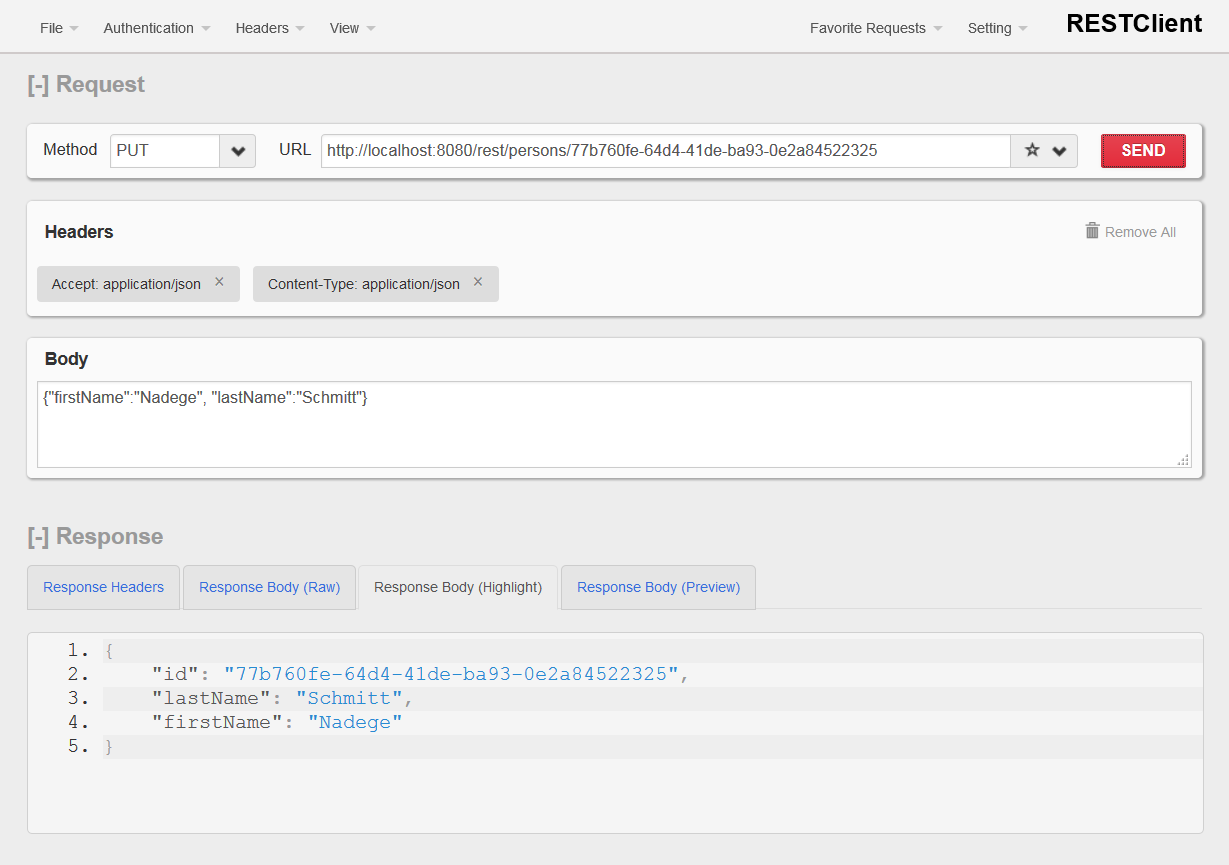 File Authentication Headers View Favorite Requests Setting RESTClient
[-] Request
Method PUT URL http://localhost:8080/rest/persons/77b760fe-64d4-41de-ba93-0e2a84522325 SEND
Headers Remove All
Accept: application/json × Content-Type: application/json ×
Body
{"firstName":"Nadege", "lastName":"Schmitt"}
[-] Response
Response Headers Response Body (Raw) Response Body (Highlight) Response Body (Preview)
1. {
2. "id": "77b760fe-64d4-41de-ba93-0e2a84522325",
3. "lastName": "Schmitt",
4. "firstName": "Nadege"
5. }